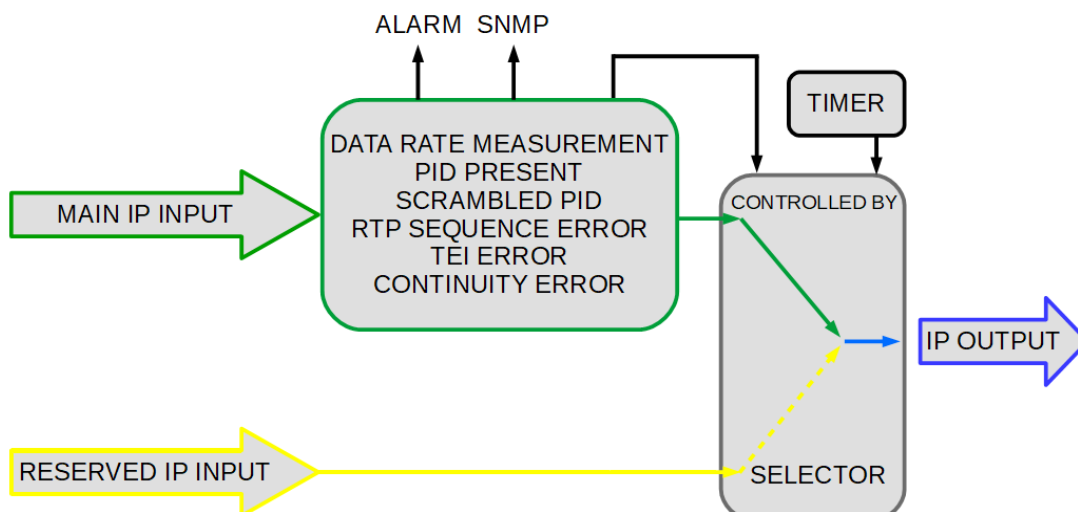 ALARM SNMP
TIMER
DATA RATE MEASUREMENT
PID PRESENT
SCRAMBLED PID
RTP SEQUENCE ERROR
TEI ERROR
CONTINUITY ERROR
MAIN IP INPUT
CONTROLLED BY
IP OUTPUT
RESERVED IP INPUT
SELECTOR